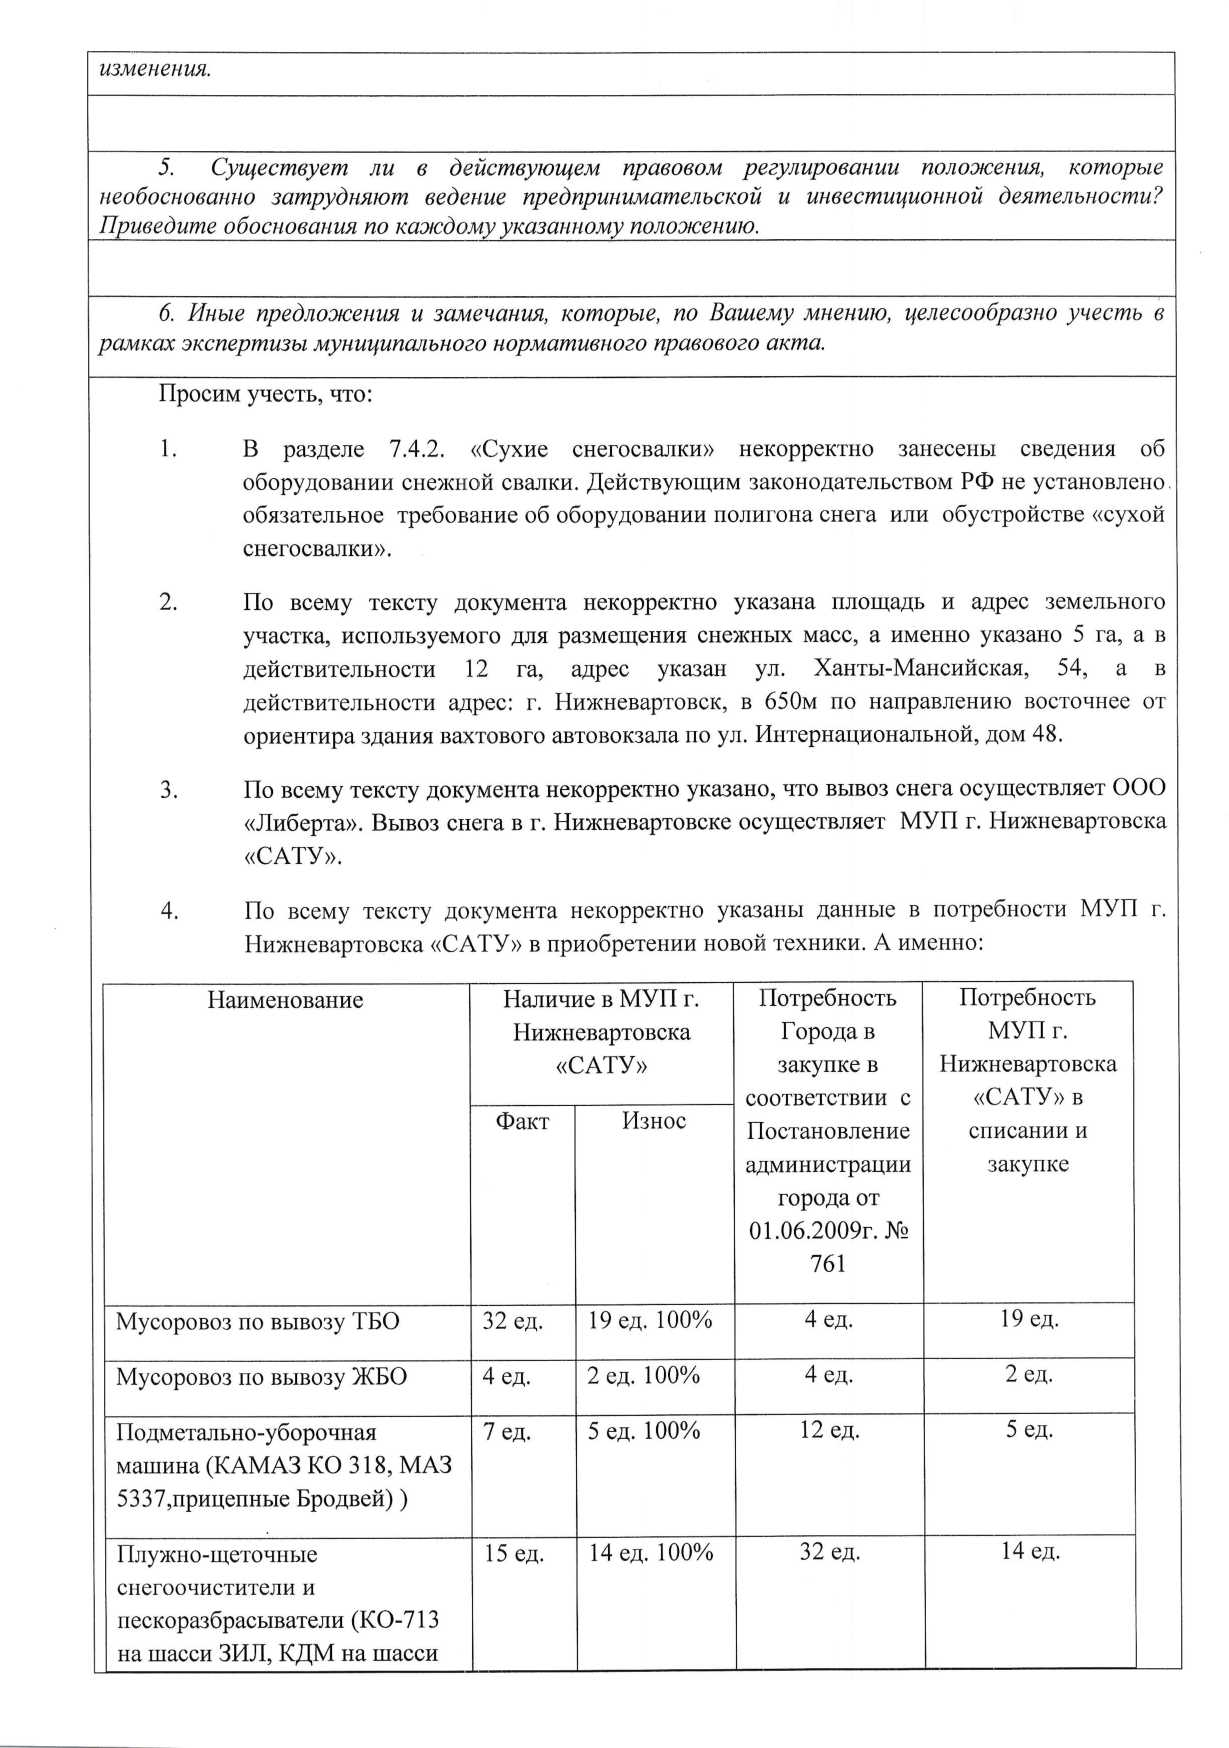 изменения.
5. Существует ли в действующем правовом регулировании положения, которые
необоснованно затрудняют ведение предпринимательской и инвестиционной деятельности?
Приведите обоснования по каждому указанному положению.
6. Иные предложения и замечания, которые, по Вашему мнению, целесообразно учесть в
рамках экспертизы муниципального нормативного правового акта.
Просим учесть, что:
1. В разделе 7.4.2. «Сухие снегосвалки» некорректно занесены сведения об
оборудовании снежной свалки. Действующим законодательством РФ не установлено
обязательное требование об оборудовании полигона снега или обустройстве «сухой
снегосвалки».
2. По всему тексту документа некорректно указана площадь и адрес земельного
участка, используемого для размещения снежных масс, а именно указано 5 га, а в
действительности 12 га, адрес указан ул. Ханты-Мансийская, 54, а в
действительности адрес: г. Нижневартовск, в 650м по направлению восточнее от
ориентира здания вахтового автовокзала по ул. Интернациональной, дом 48.
3. По всему тексту документа некорректно указано, что вывоз снега осуществляет ООО
«Либерта». Вывоз снега в г. Нижневартовске осуществляет МУП г. Нижневартовска
«САТУ».
4. По всему тексту документа некорректно указаны данные в потребности МУП г.
Нижневартовска «САТУ» в приобретении новой техники. А именно:
Наименование
Наличие в МУП г.
Нижневартовска
«САТУ»
Факт
Износ
Потребность
Города в
закупке в
соответствии с
Постановление
администрации
города от
01.06.2009г. №
761
Потребность
МУП г.
Нижневартовска
«САТУ» в
списании и
закупке
Мусоровоз по вывозу ТБО 32 ед. 19 ед. 100% 4 ед. 19 ед.
Мусоровоз по вывозу ЖБО 4 ед. 2 ед. 100% 4 ед. 2 ед.
Подметально-уборочная 7 ед. 5 ед. 100% 12 ед. 5 ед.
машина (КАМАЗ КО 318, МАЗ
5337,прицепные Бродвей) )
Плужно-щеточные 15 ед. 14 ед. 100% 32 ед. 14 ед.
снегоочистители и
пескоразбрасыватели (КО-713
на шасси ЗИЛ, КДМ на шасси